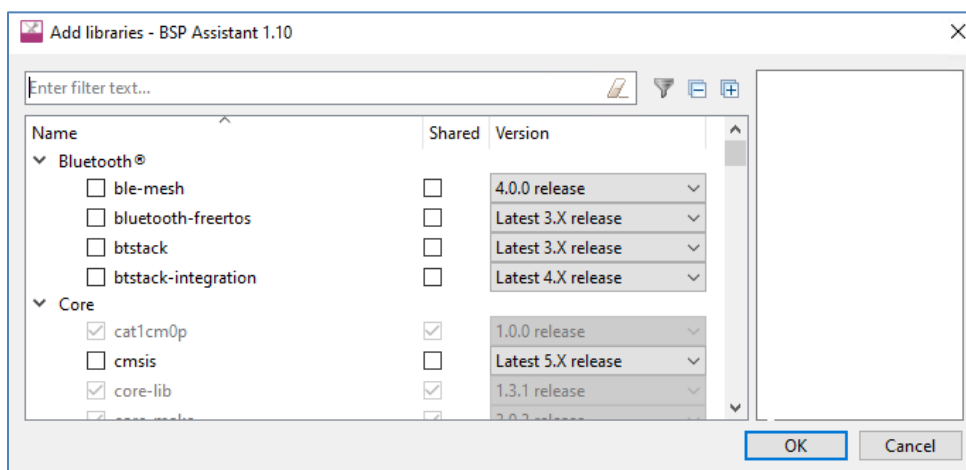 Add libraries - BSP Assistant 1.10
Enter filter text...
Name Shared Version
Bluetooth®
ble-mesh 4.0.0 release
bluetooth-freertos Latest 3.X release
btstack Latest 3.X release
btstack-integration Latest 4.X release
Core
cat1cm0p 1.0.0 release
cmsis Latest 5.X release
core-lib 1.3.1 release
OK Cancel